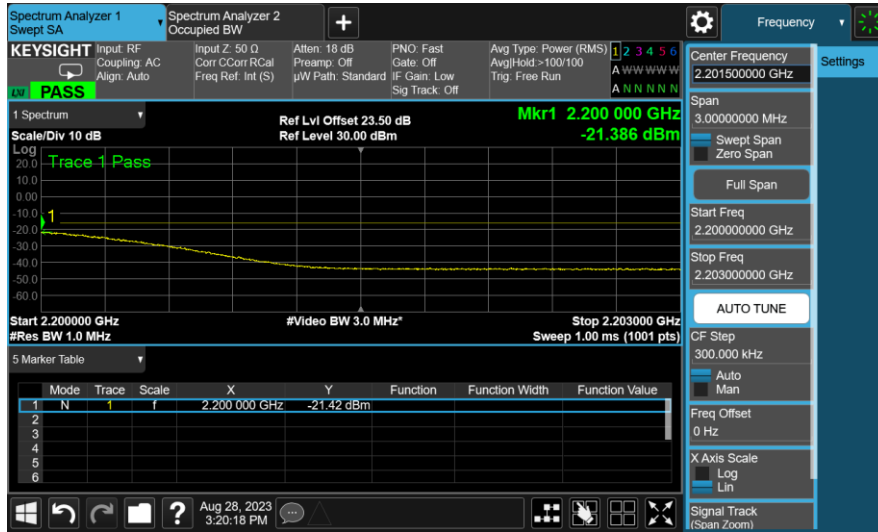 Spectrum Analyzer 1
Swept SA
Spectrum Analyzer 2
Occupied BW
+
Frequency
KEYSIGHT
Input: RF
Coupling: AC
Align: Auto
Input Z: 50 Ω
Corr CCorr RCal
Freq Ref: Int (S)
Atten: 18 dB
Preamp: Off
µW Path: Standard
PNO: Fast
Gate: Off
IF Gain: Low
Sig Track: Off
Avg Type: Power (RMS)
Avg|Hold:>100/100
Trig: Free Run
1 2 3 4 5 6
A W W W W W
A N N N N N
LXI
PASS
1 Spectrum
Scale/Div 10 dB
Ref Lvl Offset 23.50 dB
Ref Level 30.00 dBm
Mkr1 2.200 000 GHz
-21.386 dBm
Log
Trace 1 Pass
20.0
10.0
0.00
-10.0
-20.0
-30.0
-40.0
-50.0
-60.0
1
Start 2.200000 GHz
#Res BW 1.0 MHz
#Video BW 3.0 MHz*
Stop 2.203000 GHz
Sweep 1.00 ms (1001 pts)
5 Marker Table
Mode Trace Scale X Y Function Function Width Function Value
1 N 1 f 2.200 000 GHz -21.42 dBm
2
3
4
5
6
Center Frequency
2.201500000 GHz
Settings
Span
3.00000000 MHz
Swept Span
Zero Span
Full Span
Start Freq
2.200000000 GHz
Stop Freq
2.203000000 GHz
AUTO TUNE
CF Step
300.000 kHz
Auto
Man
Freq Offset
0 Hz
X Axis Scale
Log
Lin
Signal Track
(Span Zoom)
?
Aug 28, 2023
3:20:18 PM